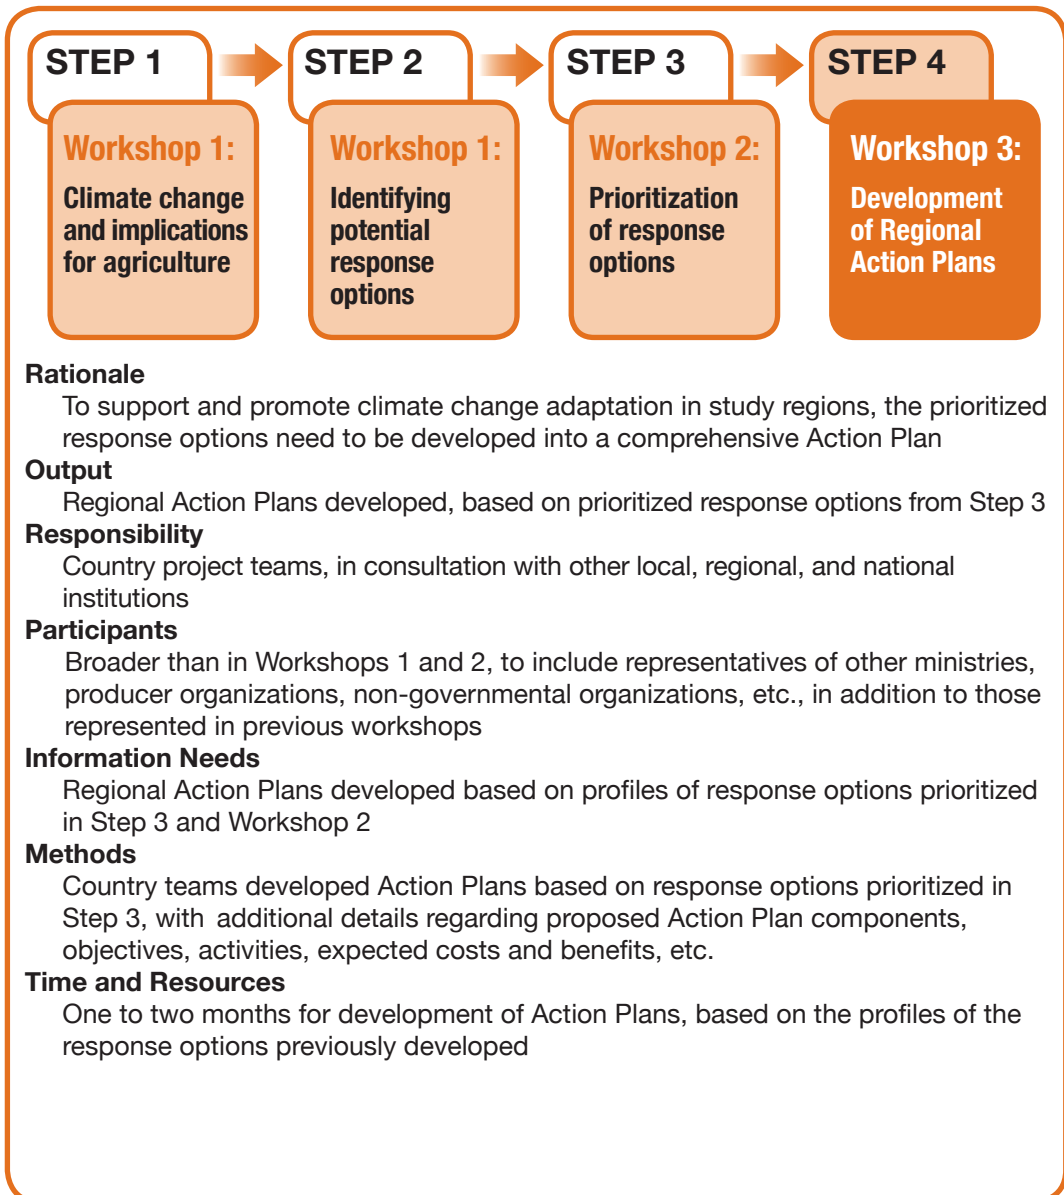 STEP 1
STEP 2
STEP 3
STEP 4
Workshop 1:
Climate change
and implications
for agriculture
Workshop 1:
Identifying
potential
response
options
Workshop 2:
Prioritization
of response
options
Workshop 3:
Development
of Regional
Action Plans
Rationale
To support and promote climate change adaptation in study regions, the prioritized
response options need to be developed into a comprehensive Action Plan
Output
Regional Action Plans developed, based on prioritized response options from Step 3
Responsibility
Country project teams, in consultation with other local, regional, and national
institutions
Participants
Broader than in Workshops 1 and 2, to include representatives of other ministries,
producer organizations, non-governmental organizations, etc., in addition to those
represented in previous workshops
Information Needs
Regional Action Plans developed based on profiles of response options prioritized
in Step 3 and Workshop 2
Methods
Country teams developed Action Plans based on response options prioritized in
Step 3, with additional details regarding proposed Action Plan components,
objectives, activities, expected costs and benefits, etc.
Time and Resources
One to two months for development of Action Plans, based on the profiles of the
response options previously developed